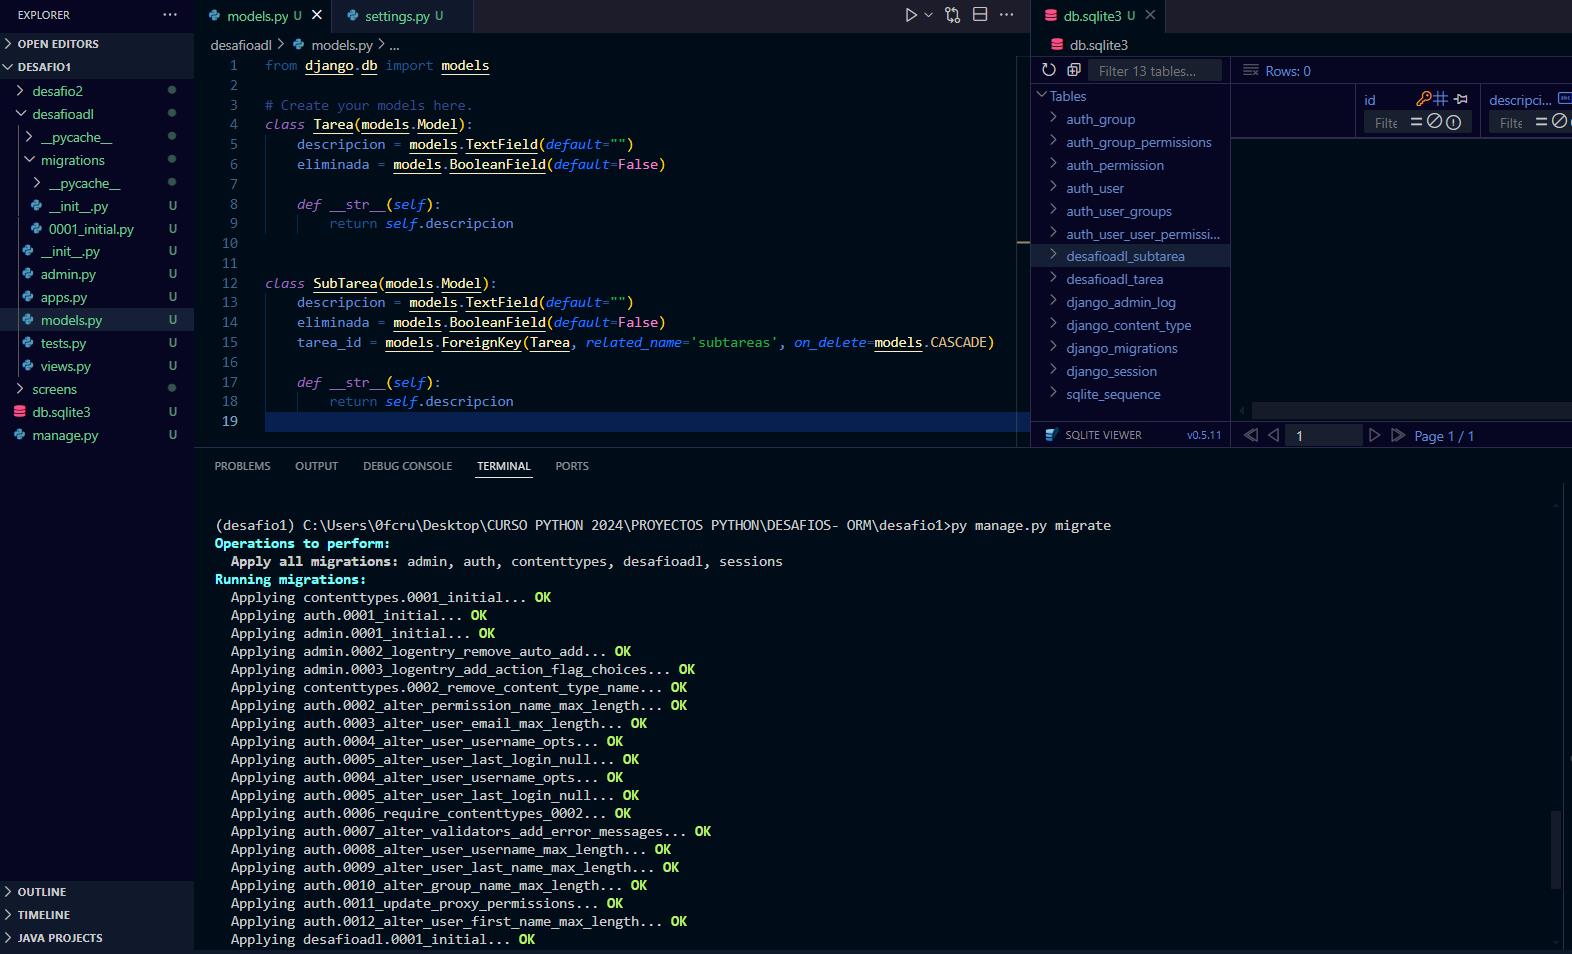 EXPLORER
OPEN EDITORS
DESAFIO1
desafio2
desafioadl
__pycache__
migrations
__pycache__
__init__.py U
0001_initial.py U
__init__.py U
admin.py U
apps.py U
models.py U
tests.py U
views.py U
screens
db.sqlite3 U
manage.py U
OUTLINE
TIMELINE
JAVA PROJECTS
models.py U
settings.py U
desafioadl > models.py > ...
1 from django.db import models
2
3 # Create your models here.
4 class Tarea(models.Model):
5 descripcion = models.TextField(default="")
6 eliminada = models.BooleanField(default=False)
7
8 def __str__(self):
9 return self.descripcion
10
11
12 class SubTarea(models.Model):
13 descripcion = models.TextField(default="")
14 eliminada = models.BooleanField(default=False)
15 tarea_id = models.ForeignKey(Tarea, related_name='subtareas', on_delete=models.CASCADE)
16
17 def __str__(self):
18 return self.descripcion
19
db.sqlite3 U
db.sqlite3
Filter 13 tables...
Rows: 0
Tables
auth_group
auth_group_permissions
auth_permission
auth_user
auth_user_groups
auth_user_user_permissi...
desafioadl_subtarea
desafioadl_tarea
django_admin_log
django_content_type
django_migrations
django_session
sqlite_sequence
SQLITE VIEWER v0.5.11
id
descripci...
Filte
Filte
1
Page 1 / 1
PROBLEMS OUTPUT DEBUG CONSOLE TERMINAL PORTS
(desafio1) C:\Users\0fcru\Desktop\CURSO PYTHON 2024\PROYECTOS PYTHON\DESAFIOS- ORM\desafio1>py manage.py migrate
Operations to perform:
Apply all migrations: admin, auth, contenttypes, desafioadl, sessions
Running migrations:
Applying contenttypes.0001_initial... OK
Applying auth.0001_initial... OK
Applying admin.0001_initial... OK
Applying admin.0002_logentry_remove_auto_add... OK
Applying admin.0003_logentry_add_action_flag_choices... OK
Applying contenttypes.0002_remove_content_type_name... OK
Applying auth.0002_alter_permission_name_max_length... OK
Applying auth.0003_alter_user_email_max_length... OK
Applying auth.0004_alter_user_username_opts... OK
Applying auth.0005_alter_user_last_login_null... OK
Applying auth.0004_alter_user_username_opts... OK
Applying auth.0005_alter_user_last_login_null... OK
Applying auth.0006_require_contenttypes_0002... OK
Applying auth.0007_alter_validators_add_error_messages... OK
Applying auth.0008_alter_user_username_max_length... OK
Applying auth.0009_alter_user_last_name_max_length... OK
Applying auth.0010_alter_group_name_max_length... OK
Applying auth.0011_update_proxy_permissions... OK
Applying auth.0012_alter_user_first_name_max_length... OK
Applying desafioadl.0001_initial... OK